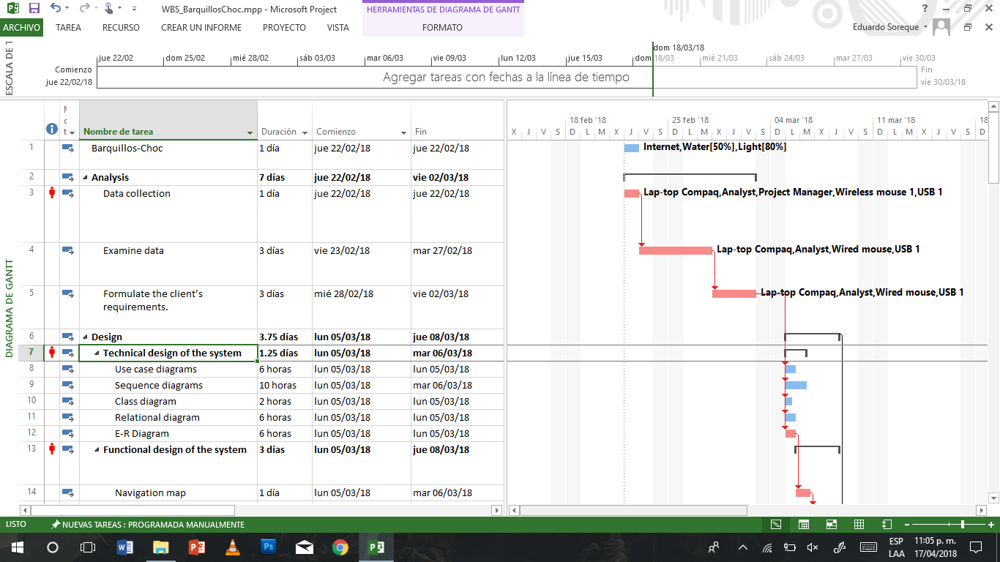 WBS_BarquillosChoc.mpp - Microsoft Project
HERRAMIENTAS DE DIAGRAMA DE GANTT
ARCHIVO TAREA RECURSO CREAR UN INFORME PROYECTO VISTA FORMATO
Eduardo Soreque
ESCALA DE T
dom 18/03/18
jue 22/02 dom 25/02 mié 28/02 sáb 03/03 mar 06/03 vie 09/03 lun 12/03 jue 15/03 dom 18/03 mié 21/03 sáb 24/03 mar 27/03 vie 30/03
Comienzo
jue 22/02/18
Agregar tareas con fechas a la línea de tiempo
Fin
vie 30/03/18
DIAGRAMA DE GANTT
Nombre de tarea Duración Comienzo Fin
18 feb '18 25 feb '18 04 mar '18 11 mar '18 18
X J V S D L M X J V S D L M X J V S D L M X J V S D L M X J V S D
1 Barquillos-Choc 1 día jue 22/02/18 jue 22/02/18 Internet,Water[50%],Light[80%]
2 Analysis 7 días jue 22/02/18 vie 02/03/18
3 Data collection 1 día jue 22/02/18 jue 22/02/18 Lap-top Compaq,Analyst,Project Manager,Wireless mouse 1,USB 1
4 Examine data 3 días vie 23/02/18 mar 27/02/18 Lap-top Compaq,Analyst,Wired mouse,USB 1
5 Formulate the client's 3 días mié 28/02/18 vie 02/03/18 Lap-top Compaq,Analyst,Wired mouse,USB 1
requirements.
6 Design 3.75 días lun 05/03/18 jue 08/03/18
7 Technical design of the system 1.25 días lun 05/03/18 mar 06/03/18
8 Use case diagrams 6 horas lun 05/03/18 lun 05/03/18
9 Sequence diagrams 10 horas lun 05/03/18 mar 06/03/18
10 Class diagram 2 horas lun 05/03/18 lun 05/03/18
11 Relational diagram 6 horas lun 05/03/18 lun 05/03/18
12 E-R Diagram 6 horas lun 05/03/18 lun 05/03/18
13 Functional design of the system 3 días lun 05/03/18 jue 08/03/18
14 Navigation map 1 día lun 05/03/18 mar 06/03/18
LISTO NUEVAS TAREAS : PROGRAMADA MANUALMENTE
ESP 11:05 p. m.
LAA 17/04/2018